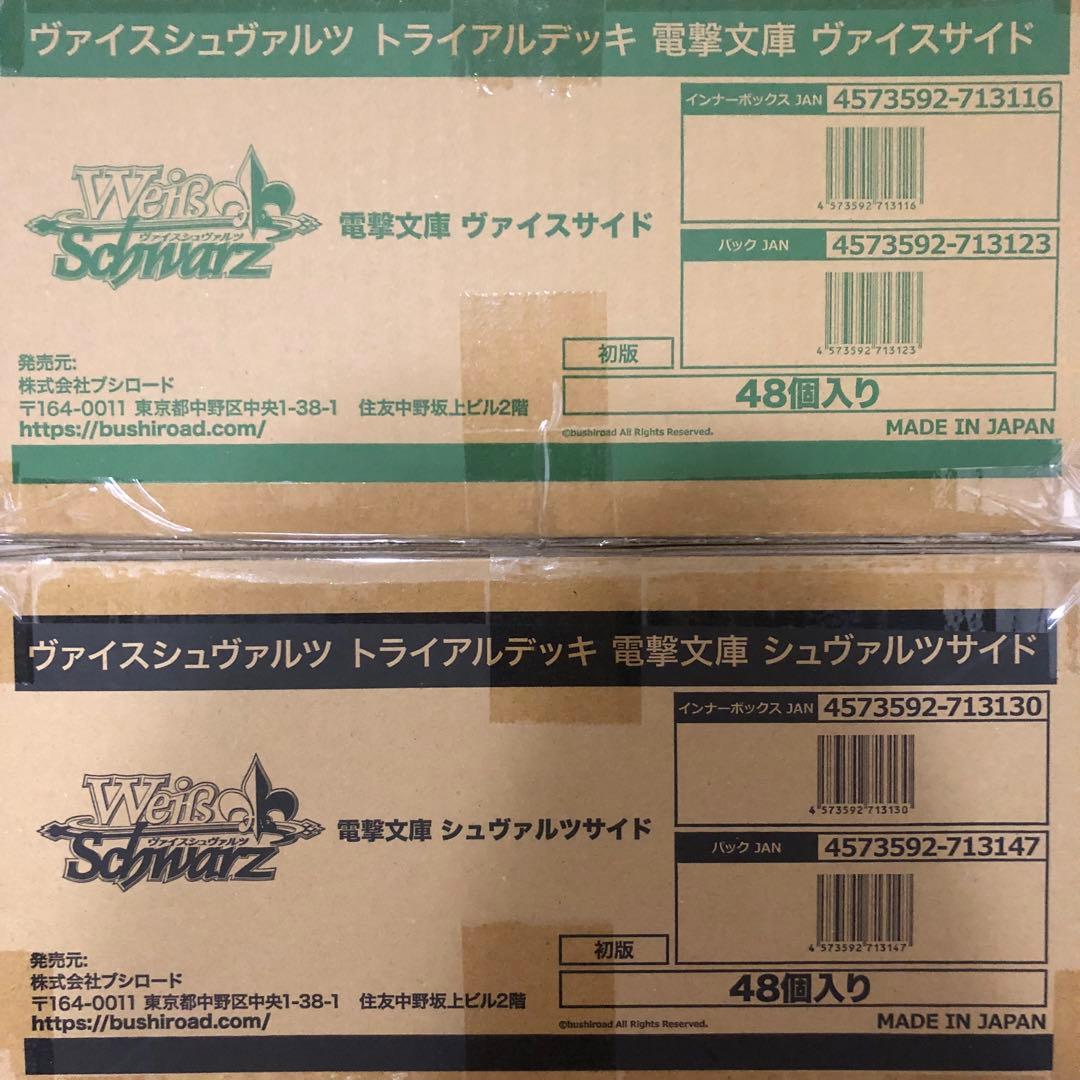 ヴァイスシュヴァルツ トライアルデッキ 電撃文庫 ヴァイスサイド
インナーボックス JAN 4573592-713116
4 573592 713116
Weiß
ヴァイスシュヴァルツ
Schwarz
電撃文庫 ヴァイスサイド
パック JAN 4573592-713123
4 573592 713123
初版
発売元:
株式会社ブシロード
48個入り
〒164-0011 東京都中野区中央1-38-1 住友中野坂上ビル2階
https://bushiroad.com/
©bushiroad All Rights Reserved.
MADE IN JAPAN
ヴァイスシュヴァルツ トライアルデッキ 電撃文庫 シュヴァルツサイド
インナーボックス JAN 4573592-713130
4 573592 713130
Weiß
ヴァイスシュヴァルツ
Schwarz
電撃文庫 シュヴァルツサイド
パック JAN 4573592-713147
4 573592 713147
初版
発売元:
株式会社ブシロード
48個入り
〒164-0011 東京都中野区中央1-38-1 住友中野坂上ビル2階
https://bushiroad.com/
©bushiroad All Rights Reserved.
MADE IN JAPAN